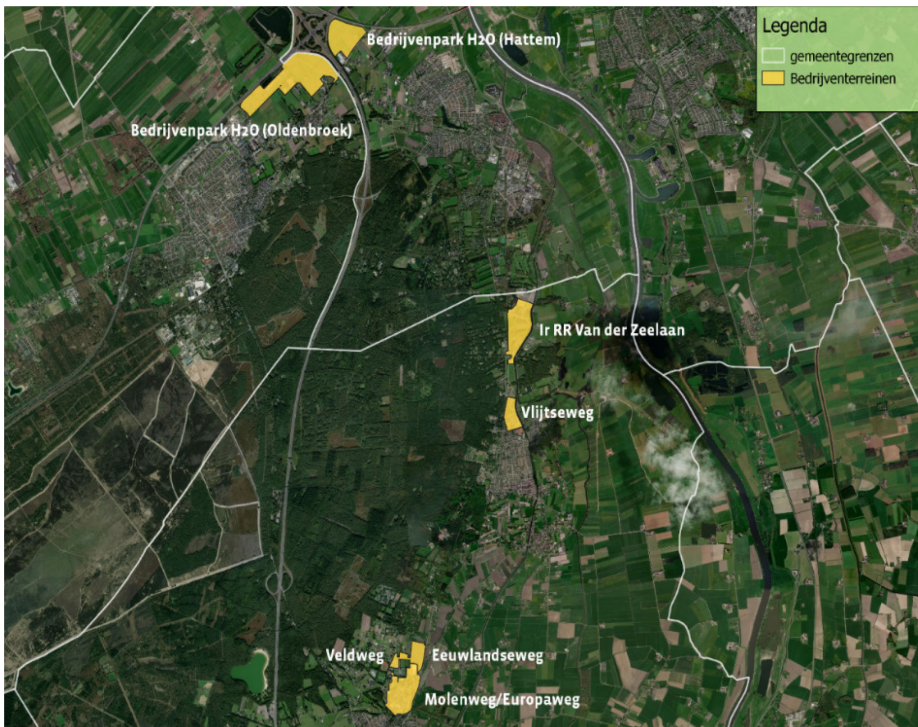 Legenda
gemeentegrenzen
Bedrijventerreinen
Bedrijvenpark H2O (Hattem)
Bedrijvenpark H2O (Oldenbroek)
Ir RR Van der Zeelaan
Vlijtseweg
Veldweg
Eeuwlandseweg
Molenweg/Europaweg